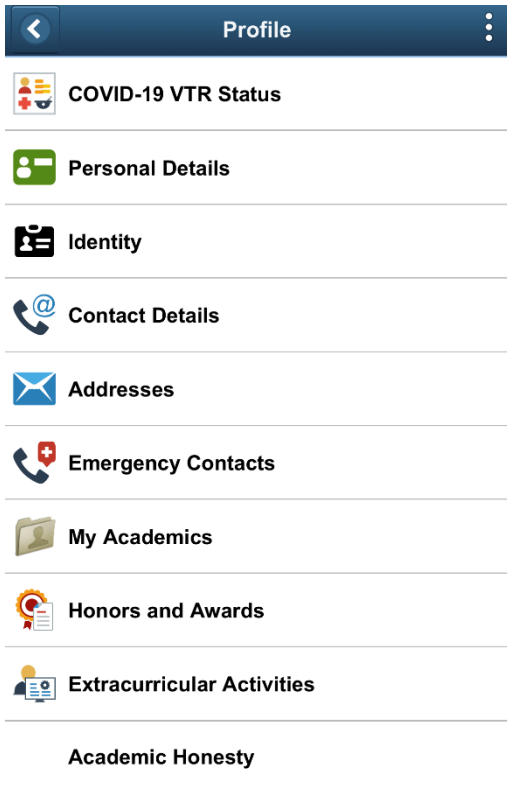 Profile
COVID-19 VTR Status
Personal Details
Identity
Contact Details
@
Addresses
Emergency Contacts
My Academics
Honors and Awards
Extracurricular Activities
Academic Honesty